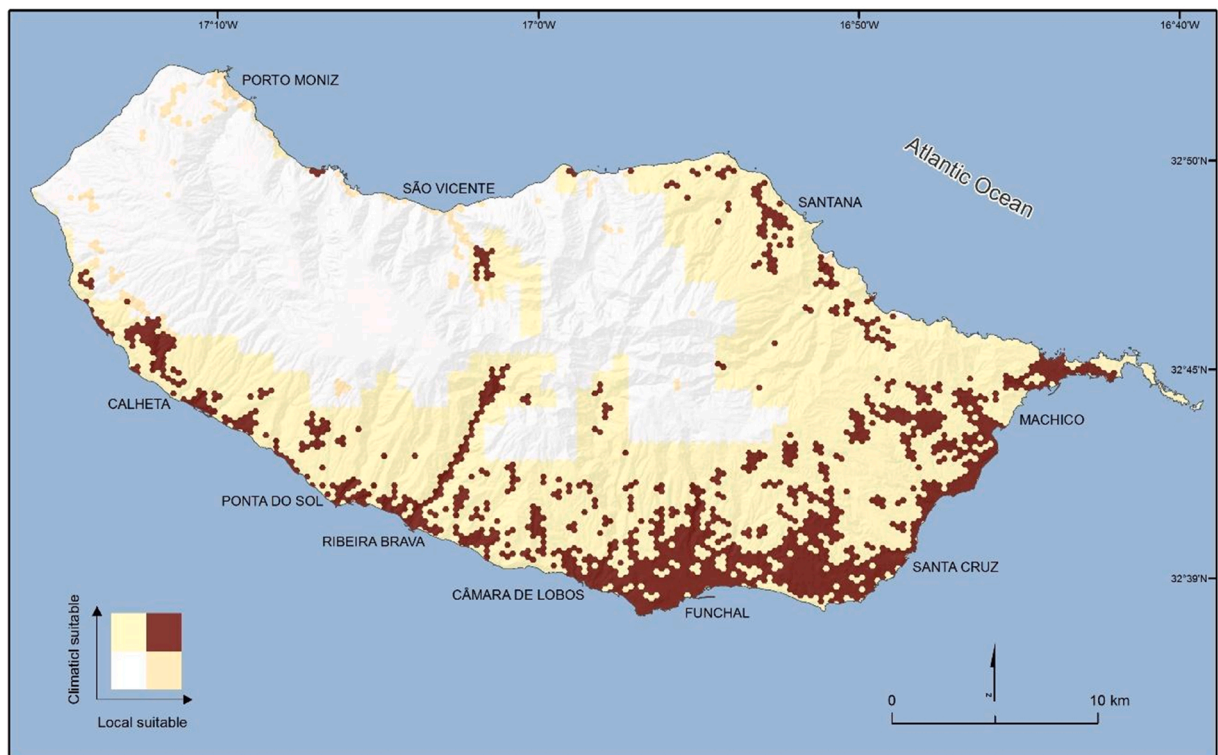 17°10'W
17°0'W
16°50'W
16°40'W
PORTO MONIZ
Atlantic Ocean
32°50'N
SÃO VICENTE
SANTANA
32°45'N
CALHETA
MACHICO
PONTA DO SOL
RIBEIRA BRAVA
SANTA CRUZ
32°39'N
CÂMARA DE LOBOS
FUNCHAL
Climaticl suitable
Local suitable
z
0
10 km